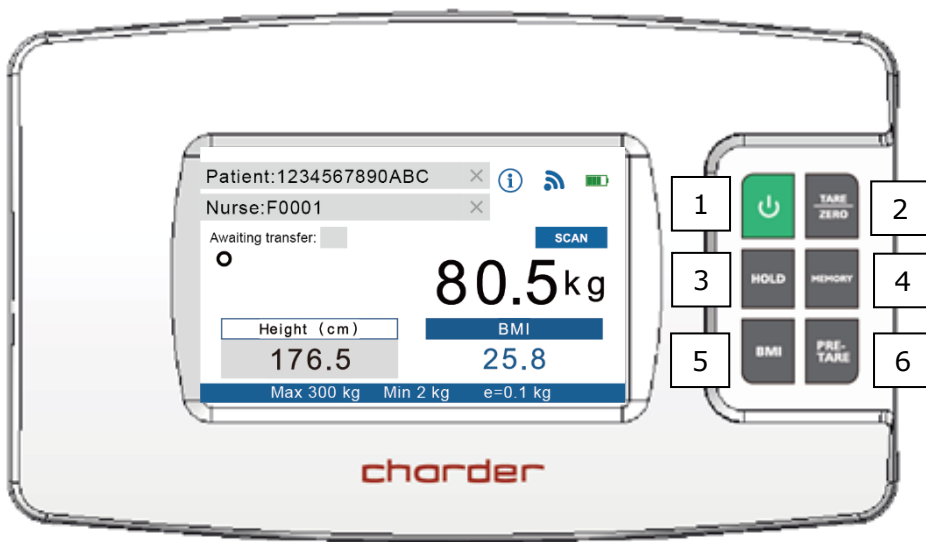 Patient:1234567890ABC ×
Nurse:F0001 ×
Awaiting transfer:
SCAN
80.5kg
Height (cm)
BMI
176.5
25.8
Max 300 kg Min 2 kg e=0.1 kg
charder
1
TARE
ZERO
2
3
HOLD
MEMORY
4
5
BMI
PRE-
TARE
6